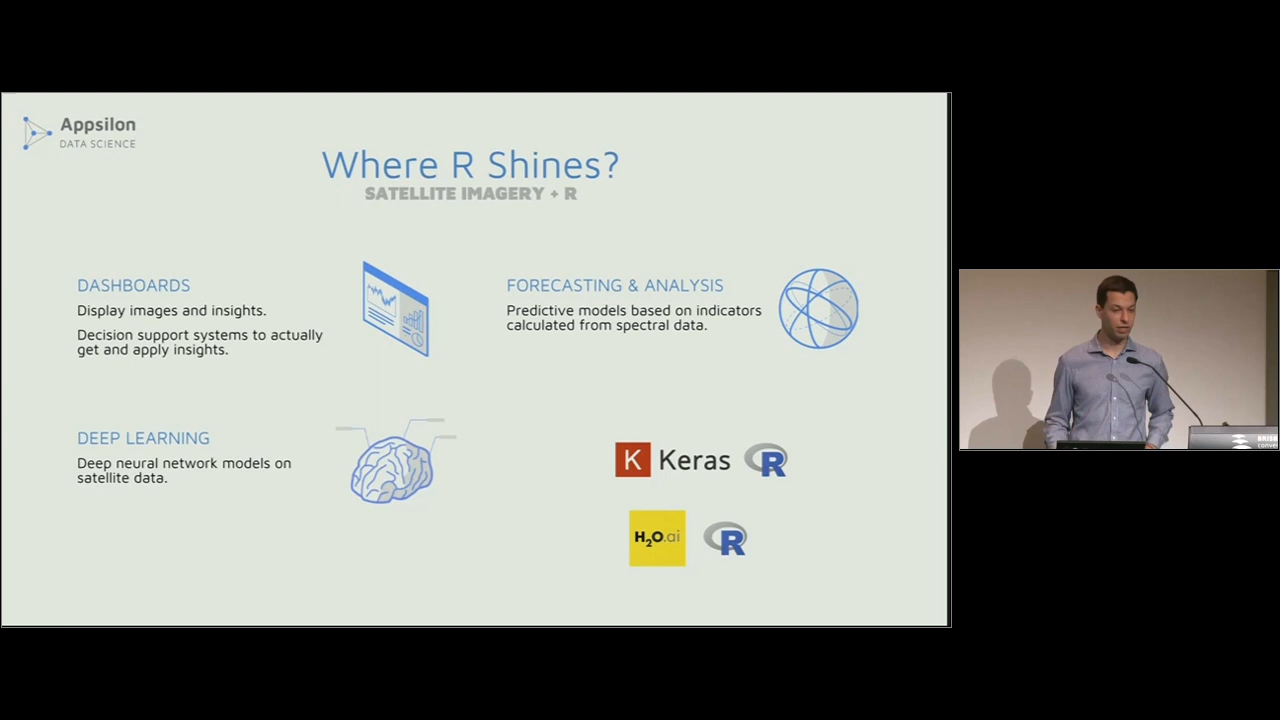 Appsilon
DATA SCIENCE
Where R Shines?
SATELLITE IMAGERY + R
DASHBOARDS
Display images and insights.
Decision support systems to actually
get and apply insights.
FORECASTING & ANALYSIS
Predictive models based on indicators
calculated from spectral data.
DEEP LEARNING
Deep neural network models on
satellite data.
K Keras R
H2O.ai R